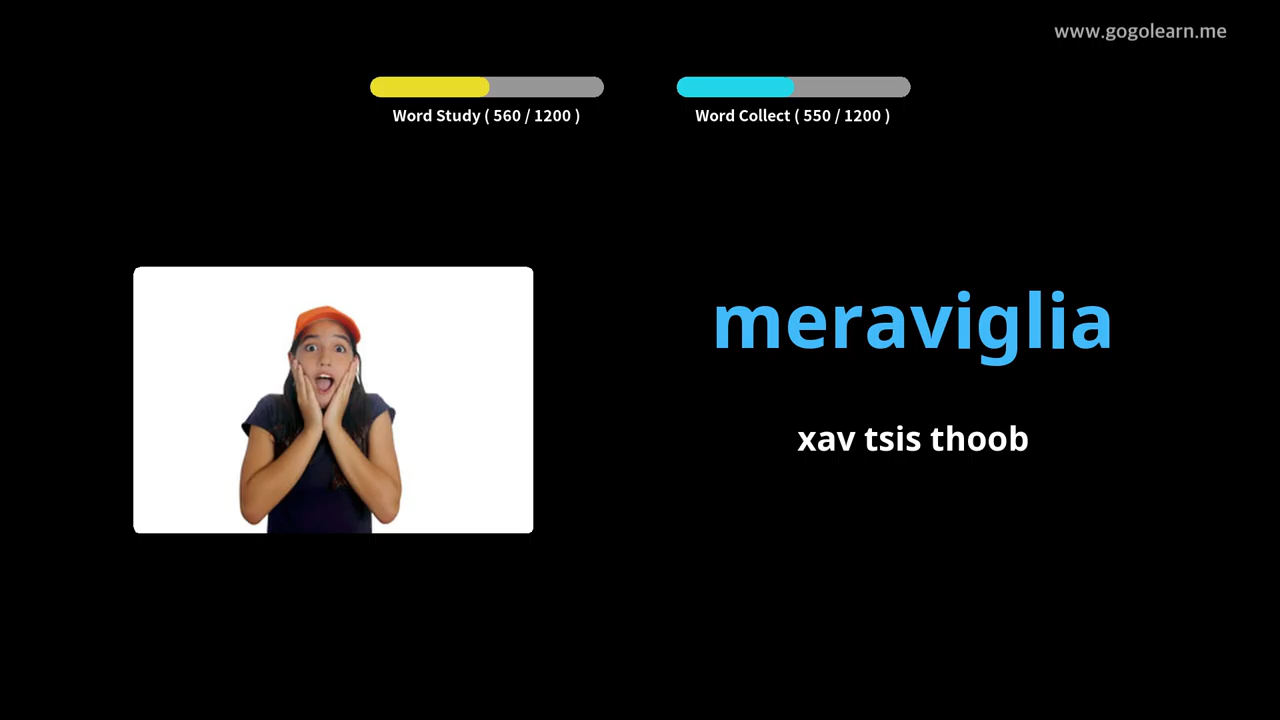 www.gogolearn.me
Word Study ( 560 / 1200 )
Word Collect ( 550 / 1200 )
meraviglia
xav tsis thoob